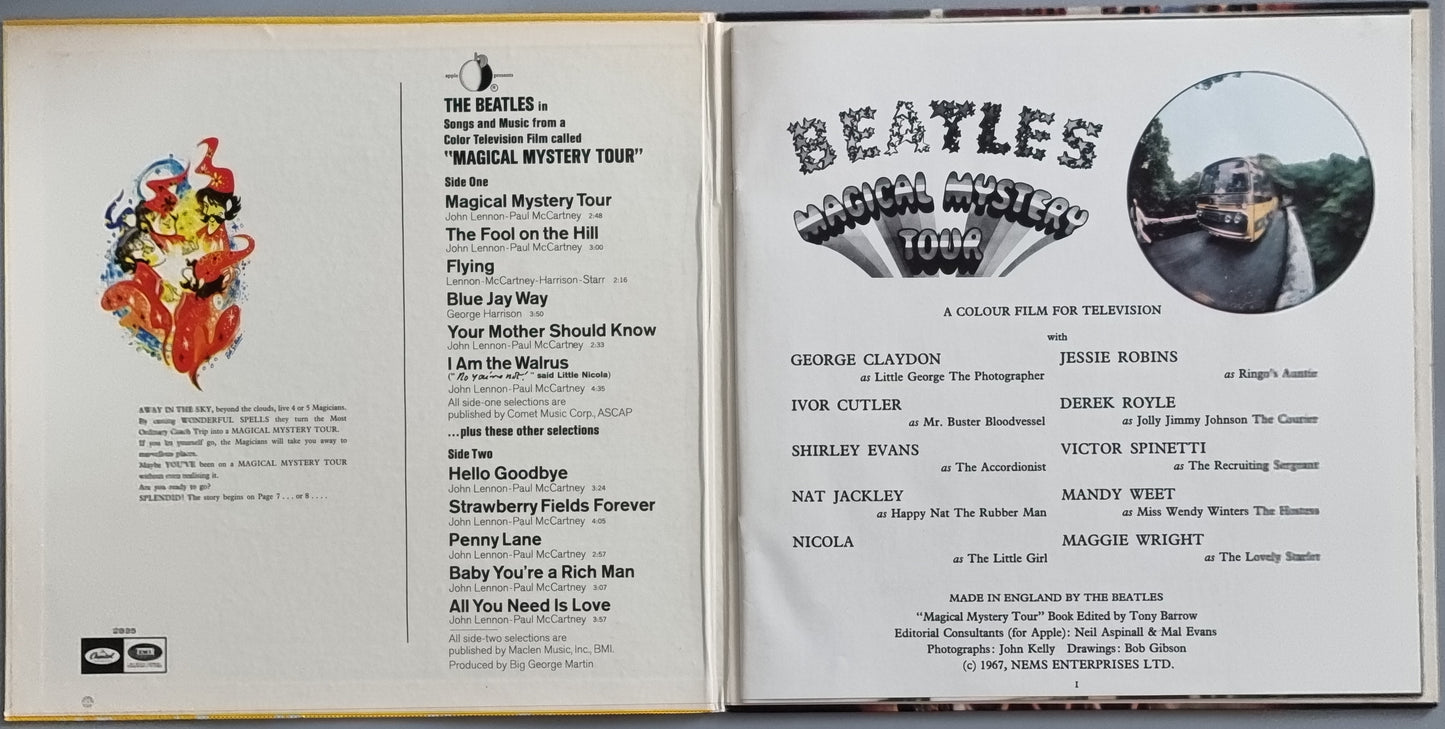 AWAY IN THE SKY, beyond the clouds, live 4 or 5 Magicians.
By casting WONDERFUL SPELLS they turn the Most
Ordinary Coach Trip into a MAGICAL MYSTERY TOUR.
If you let yourself go, the Magicians will take you away to
marvellous places.
Maybe YOU'VE been on a MAGICAL MYSTERY TOUR
without even realising it.
Are you ready to go?
SPLENDID! The story begins on Page 7 . . . or 8 . . . .
2835
Capitol
EMI
apple presents
THE BEATLES in
Songs and Music from a
Color Television Film called
"MAGICAL MYSTERY TOUR"
Side One
Magical Mystery Tour
John Lennon-Paul McCartney 2:48
The Fool on the Hill
John Lennon-Paul McCartney 3:00
Flying
Lennon-McCartney-Harrison-Starr 2:16
Blue Jay Way
George Harrison 3:50
Your Mother Should Know
John Lennon-Paul McCartney 2:33
I Am the Walrus
("No you're not!" said Little Nicola)
John Lennon-Paul McCartney 4:35
All side-one selections are
published by Comet Music Corp., ASCAP
...plus these other selections
Side Two
Hello Goodbye
John Lennon-Paul McCartney 3:24
Strawberry Fields Forever
John Lennon-Paul McCartney 4:05
Penny Lane
John Lennon-Paul McCartney 2:57
Baby You're a Rich Man
John Lennon-Paul McCartney 3:07
All You Need Is Love
John Lennon-Paul McCartney 3:57
All side-two selections are
published by Maclen Music, Inc., BMI.
Produced by Big George Martin
BEATLES
MAGICAL MYSTERY
TOUR
A COLOUR FILM FOR TELEVISION
with
GEORGE CLAYDON
as Little George The Photographer
IVOR CUTLER
as Mr. Buster Bloodvessel
SHIRLEY EVANS
as The Accordionist
NAT JACKLEY
as Happy Nat The Rubber Man
NICOLA
as The Little Girl
JESSIE ROBINS
as Ringo's Auntie
DEREK ROYLE
as Jolly Jimmy Johnson The Courier
VICTOR SPINETTI
as The Recruiting Sergeant
MANDY WEET
as Miss Wendy Winters The Hostess
MAGGIE WRIGHT
as The Lovely Starlet
MADE IN ENGLAND BY THE BEATLES
"Magical Mystery Tour" Book Edited by Tony Barrow
Editorial Consultants (for Apple): Neil Aspinall & Mal Evans
Photographs: John Kelly Drawings: Bob Gibson
(c) 1967, NEMS ENTERPRISES LTD.
1